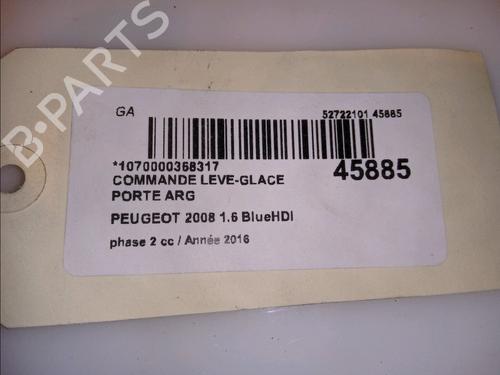 B-PARTS
GA
52722101 45885
*1070000368317
45885
COMMANDE LEVE-GLACE
PORTE ARG
PEUGEOT 2008 1.6 BlueHDI
phase 2 cc / Année 2016